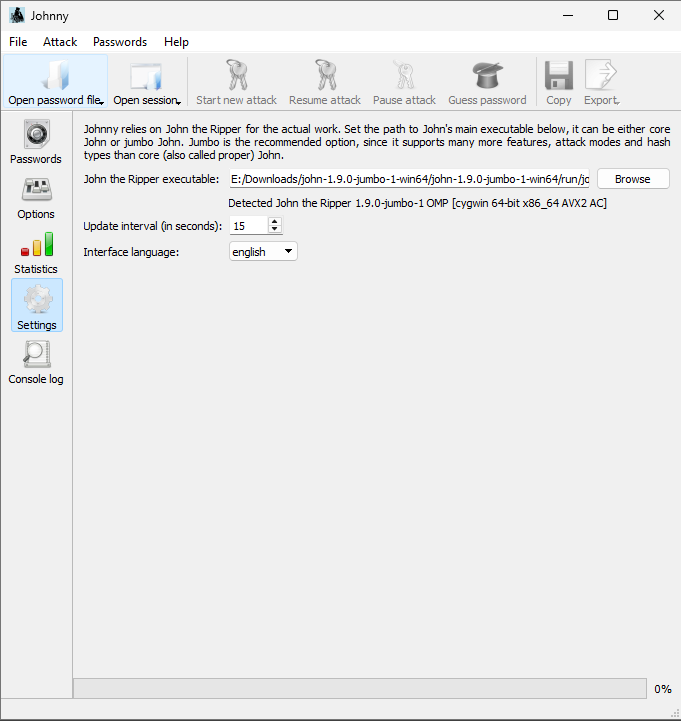 Johnny
File Attack Passwords Help
Open password file Open session Start new attack Resume attack Pause attack Guess password Copy Export
Passwords
Options
Statistics
Settings
Console log
Johnny relies on John the Ripper for the actual work. Set the path to John's main executable below, it can be either core
John or jumbo John. Jumbo is the recommended option, since it supports many more features, attack modes and hash
types than core (also called proper) John.
John the Ripper executable: E:/Downloads/john-1.9.0-jumbo-1-win64/john-1.9.0-jumbo-1-win64/run/jo Browse
Detected John the Ripper 1.9.0-jumbo-1 OMP [cygwin 64-bit x86_64 AVX2 AC]
Update interval (in seconds): 15
Interface language: english
0%